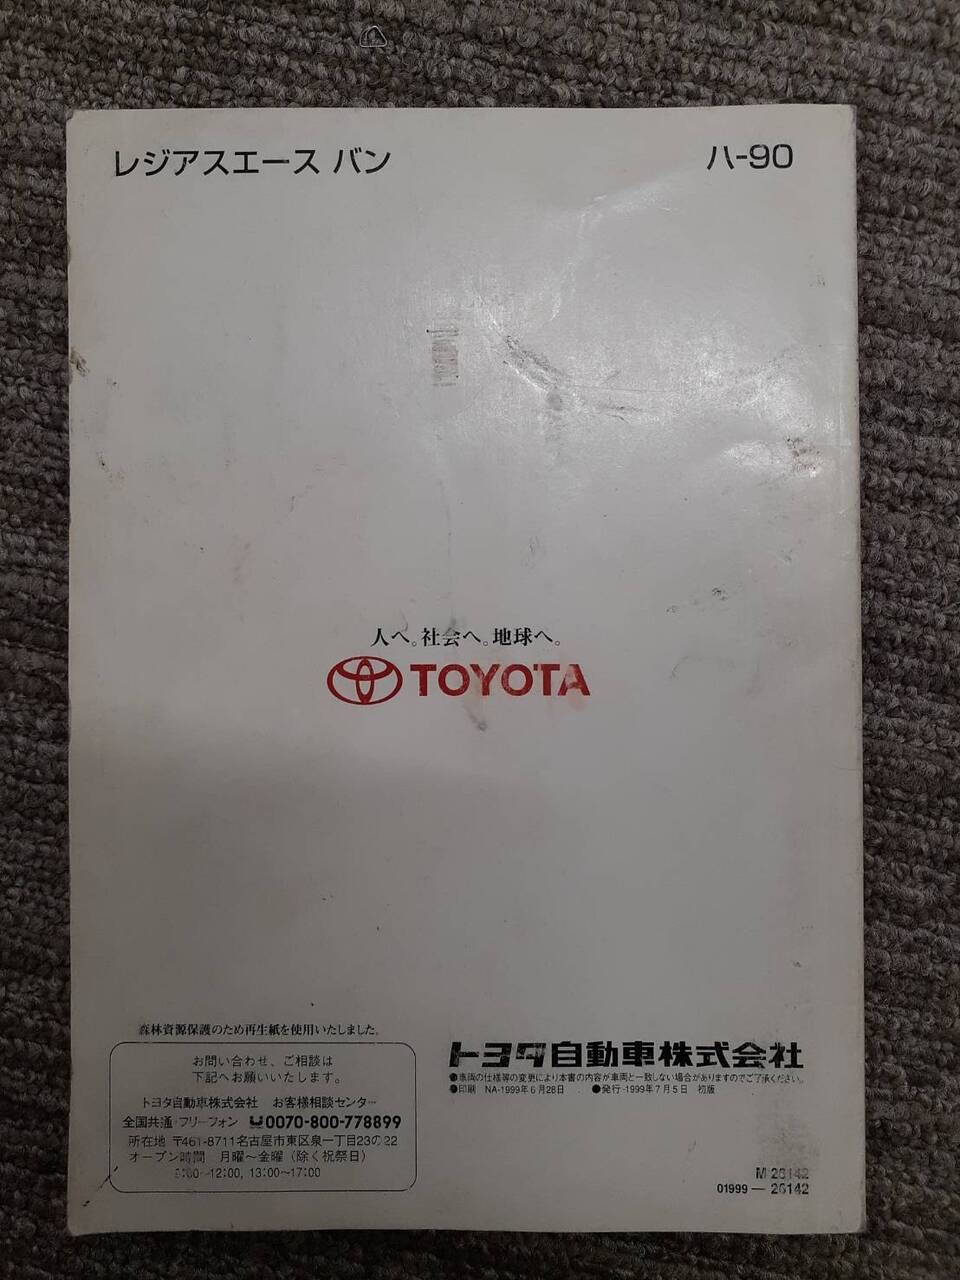 レジアスエース バン
ハ-90
人へ。社会へ。地球へ。
TOYOTA
森林資源保護のため再生紙を使用いたしました。
お問い合わせ、ご相談は
下記へお願いいたします。
トヨタ自動車株式会社 お客様相談センター
全国共通・フリーフォン 0070-800-778899
所在地 〒461-8711名古屋市東区泉一丁目23の22
オープン時間 月曜〜金曜（除く祝祭日）
9:00〜12:00, 13:00〜17:00
トヨタ自動車株式会社
●車両の仕様等の変更により本書の内容が車両と一致しない場合がありますのでご了承ください。
●印刷 NA-1999年6月28日 ●発行-1999年7月5日 初版
M 26142
01999 — 26142